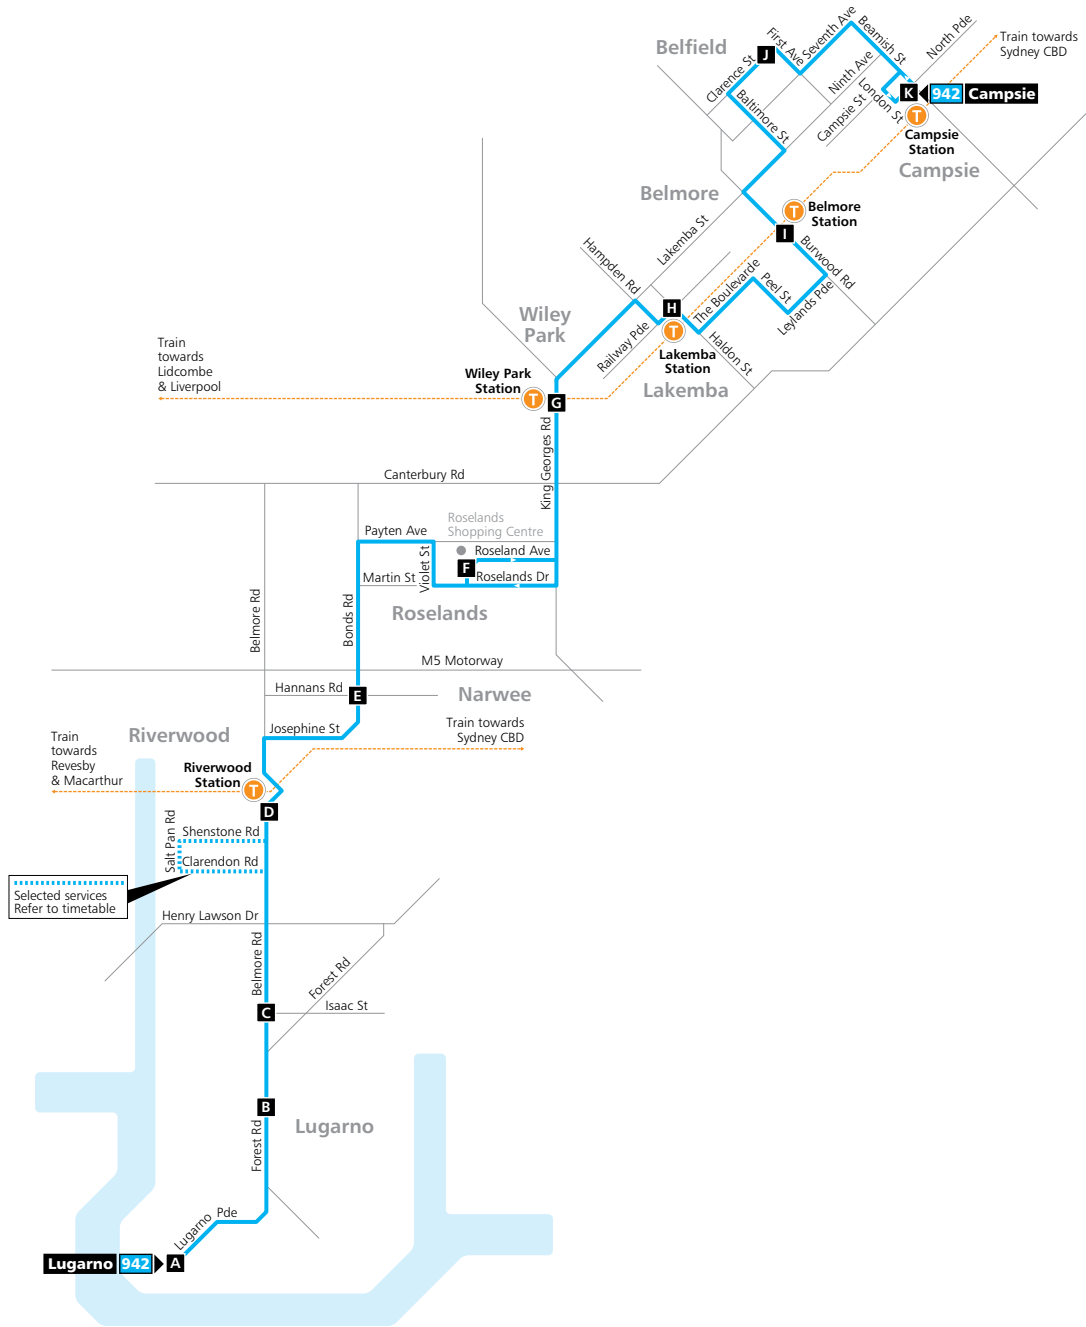 Belfield
First Ave
Seventh Ave
Beamish St
North Pde
Train towards
Sydney CBD
J
Clarence St
Ninth Ave
Baltimore St
Campsie St
London St
K
942
Campsie
T
Campsie
Station
Campsie
Belmore
T
Belmore
Station
I
Lakemba St
Hampden Rd
Burwood Rd
The Boulevarde
Peel St
Leylands Pde
Wiley
Park
H
T
Railway Pde
Haldon St
Lakemba
Station
Lakemba
Train
towards
Lidcombe
& Liverpool
Wiley Park
Station
T
G
King Georges Rd
Canterbury Rd
Roselands
Shopping Centre
Payten Ave
Roseland Ave
Violet St
F
Martin St
Roselands Dr
Roselands
Belmore Rd
Bonds Rd
M5 Motorway
Hannans Rd
E
Narwee
Josephine St
Train towards
Sydney CBD
Riverwood
Train
towards
Revesby
& Macarthur
Riverwood
Station
T
D
Salt Pan Rd
Shenstone Rd
Clarendon Rd
Selected services
Refer to timetable
Henry Lawson Dr
Belmore Rd
Forest Rd
Isaac St
C
B
Lugarno
Forest Rd
Lugarno Pde
Lugarno
942
A